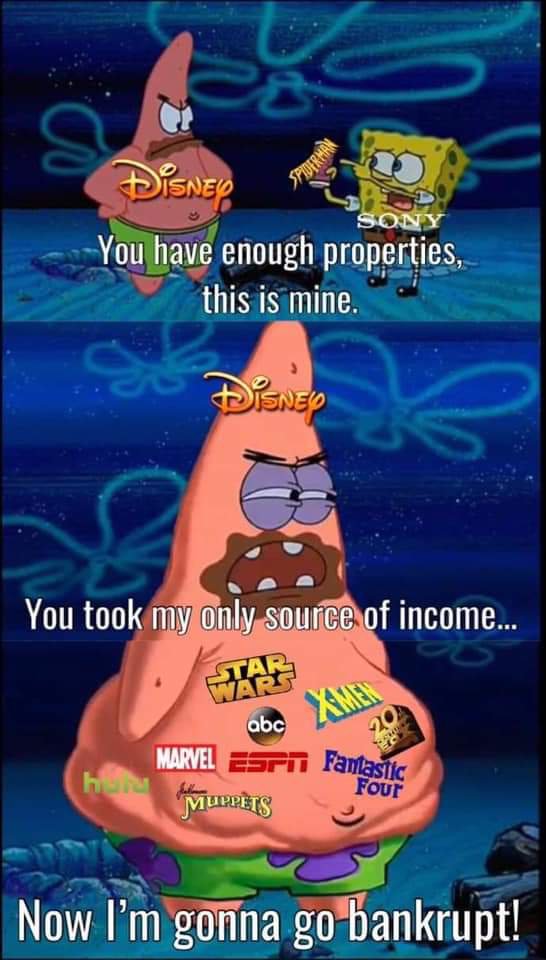 DISNEY
SPIDERMAN
SONY
You have enough properties,
this is mine.
DISNEY
You took my only source of income...
STAR
WARS
X-MEN
abc
20
MARVEL
ESPN
Fantastic
Four
hulu
MUPPETS
Now I'm gonna go bankrupt!